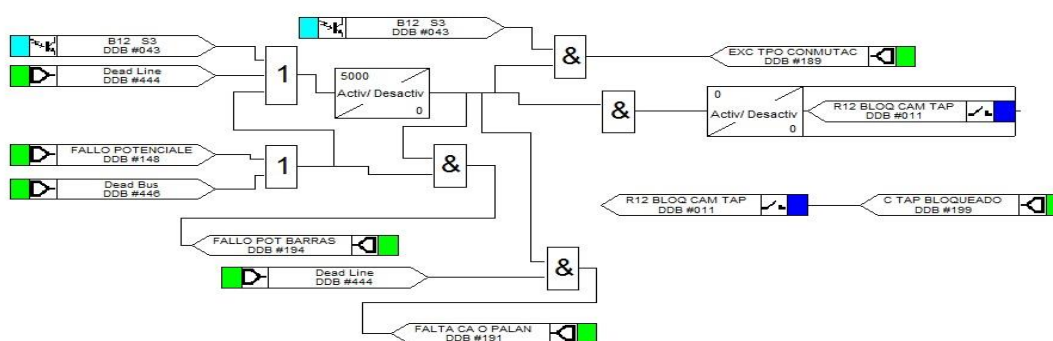 B12 S3
DDB #043
B12 S3
DDB #043
Dead Line
DDB #444
1
5000
Activ/ Desactiv
0
&
EXC TPO CONMUTAC
DDB #189
&
0
Activ/ Desactiv
0
R12 BLOQ CAM TAP
DDB #011
FALLO POTENCIALE
DDB #148
Dead Bus
DDB #446
1
&
R12 BLOQ CAM TAP
DDB #011
C TAP BLOQUEADO
DDB #199
FALLO POT BARRAS
DDB #194
Dead Line
DDB #444
&
FALTA CA O PALAN
DDB #191